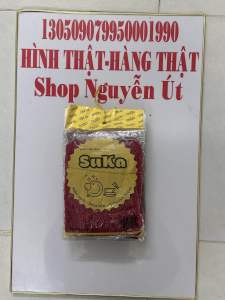 130509079950001990
HÌNH THẬT-HÀNG THẬT
Shop Nguyễn Út
SuKa